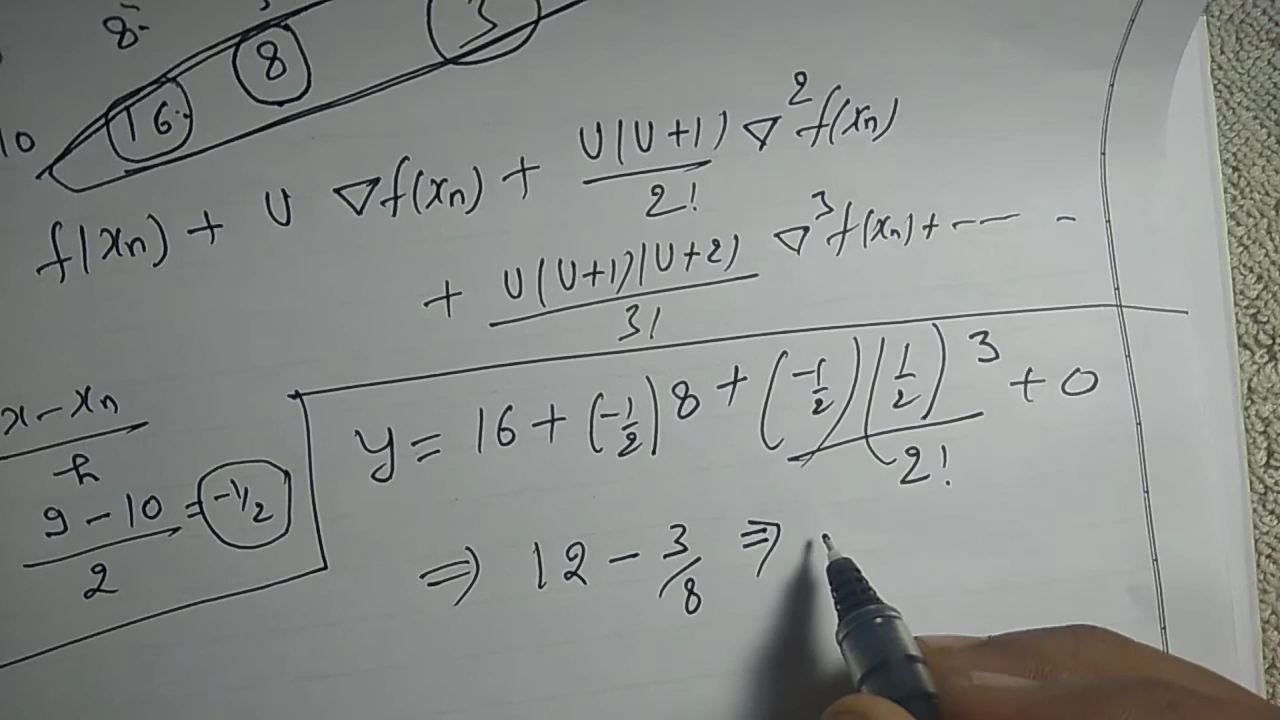 8
16 8 3
10
f(xn) + U ∇f(xn) + U(U+1)/2! ∇²f(xn)
+ U(U+1)(U+2)/3! ∇³f(xn) + ---- -
x-xn/h
9-10/2 = -1/2
y = 16 + (-1/2) 8 + (-1/2)(1/2) 3/2! + 0
⇒ 12 - 3/8 ⇒